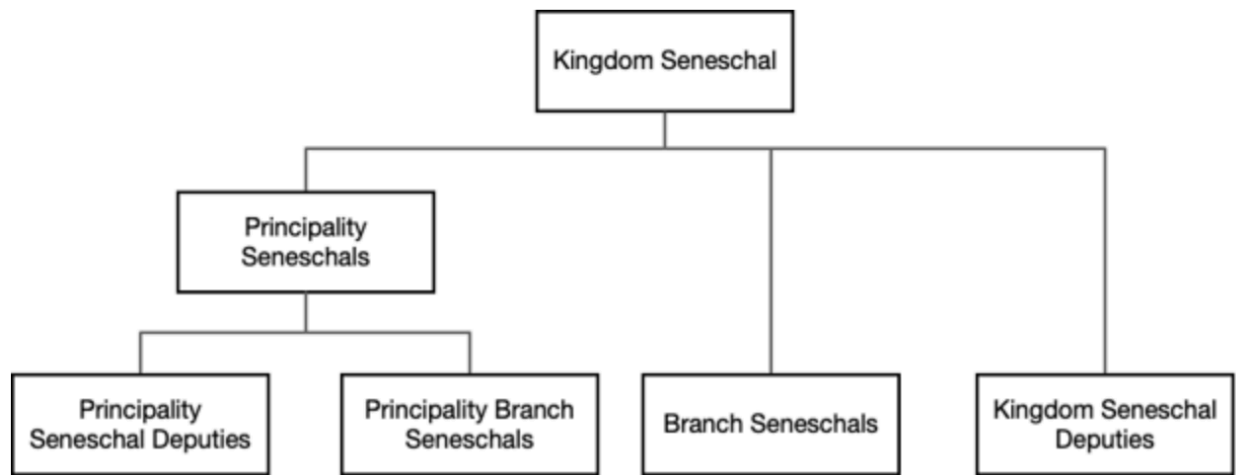 Kingdom Seneschal
Principality
Seneschals
Principality
Seneschal Deputies
Principality Branch
Seneschals
Branch Seneschals
Kingdom Seneschal
Deputies